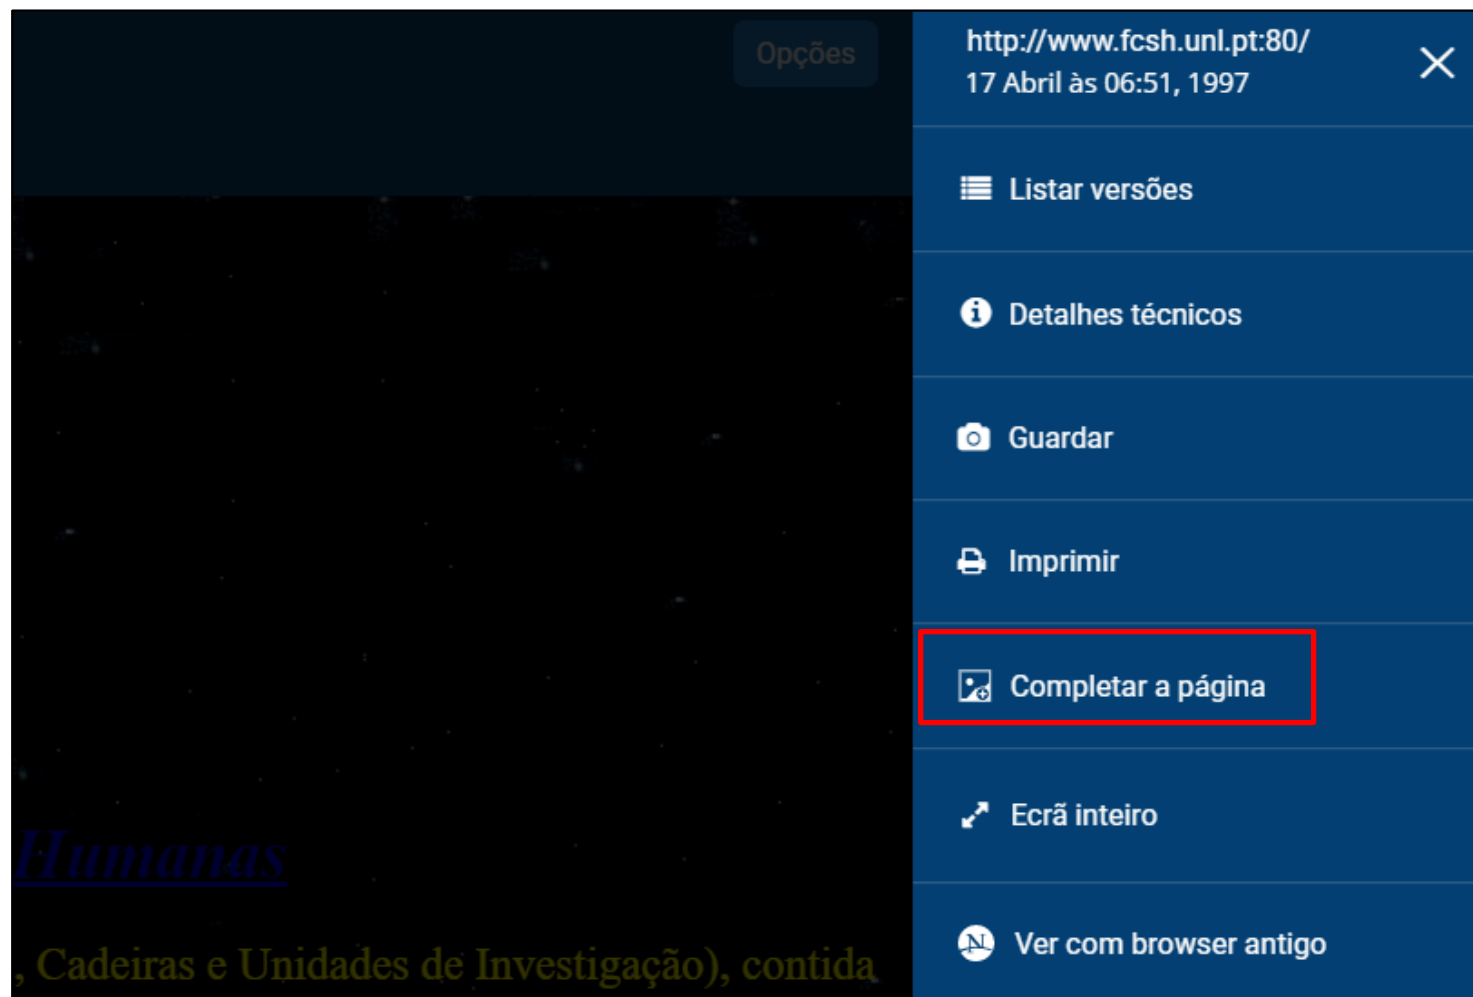 Opções
http://www.fcsh.unl.pt:80/
17 Abril às 06:51, 1997
Listar versões
Detalhes técnicos
Guardar
Imprimir
Completar a página
Ecrã inteiro
Ver com browser antigo
Humanas
, Cadeiras e Unidades de Investigação), contida